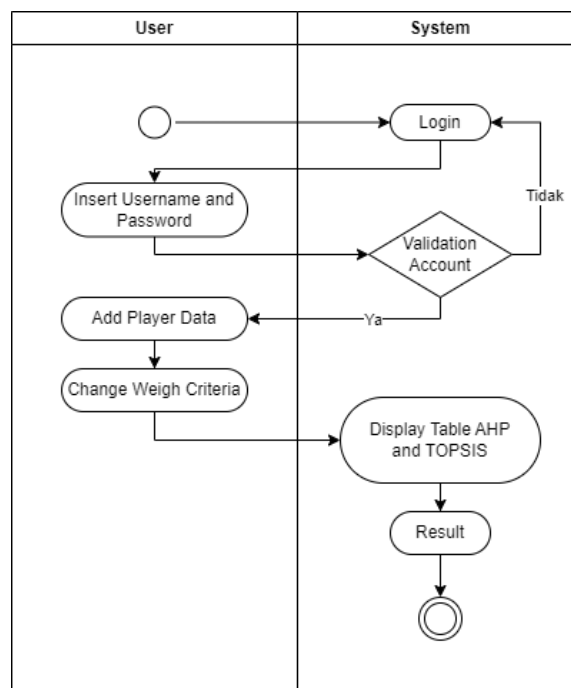 User
System
Login
Insert Username and
Password
Tidak
Validation
Account
Add Player Data
Ya
Change Weigh Criteria
Display Table AHP
and TOPSIS
Result